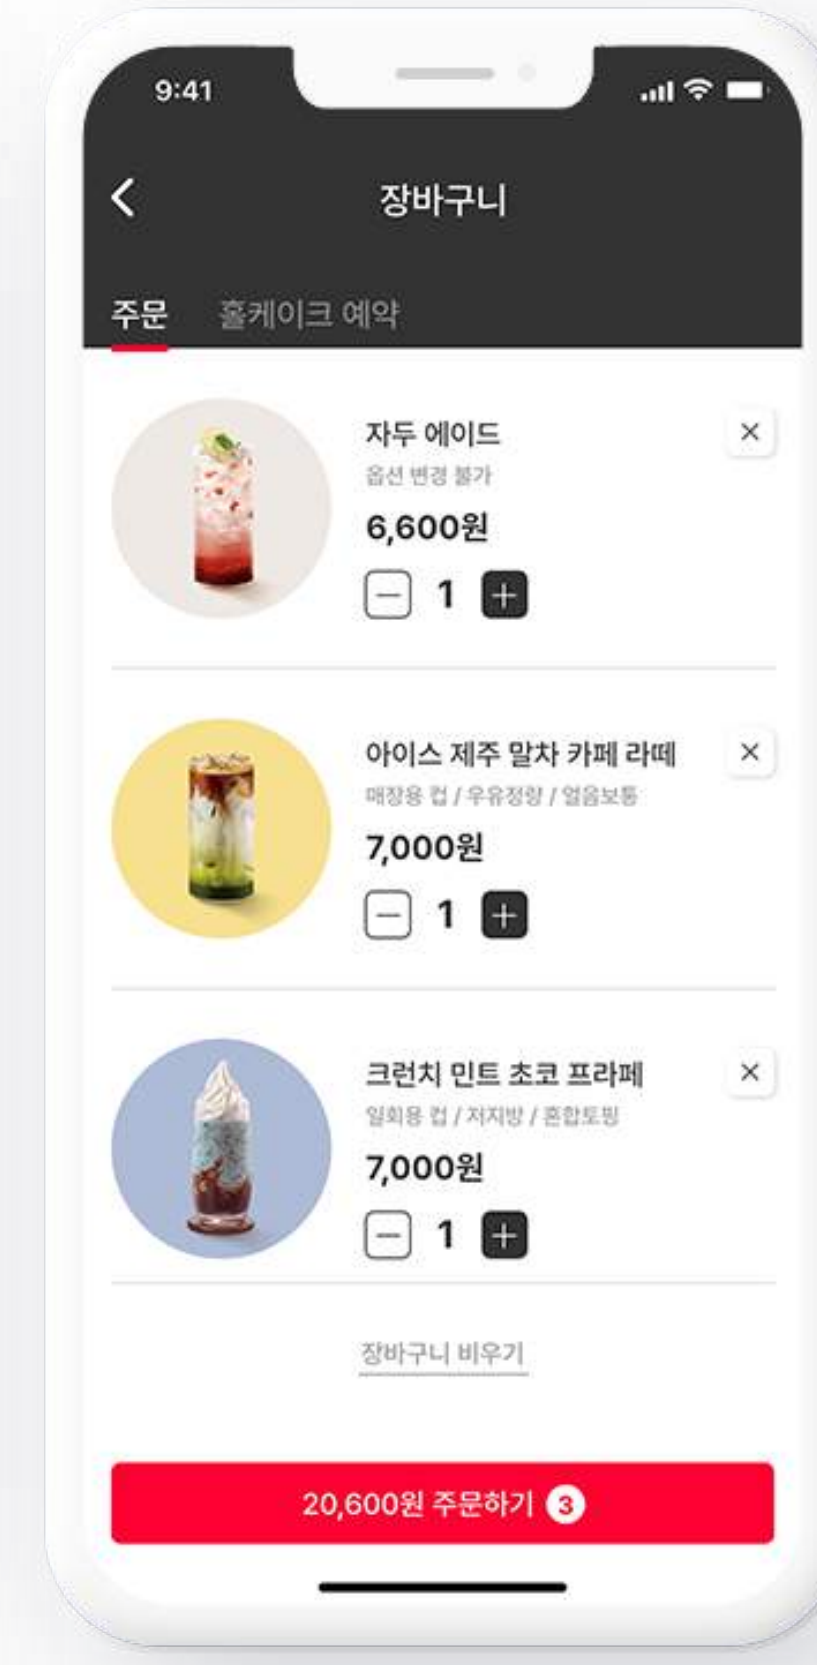 9:41
장바구니
주문 홀케이크 예약
자두 에이드
옵션 변경 불가
6,600원
1
아이스 제주 말차 카페 라떼
매장용 컵 / 우유정량 / 얼음보통
7,000원
1
크런치 민트 초코 프라페
일회용 컵 / 저지방 / 혼합토핑
7,000원
1
장바구니 비우기
20,600원 주문하기 3